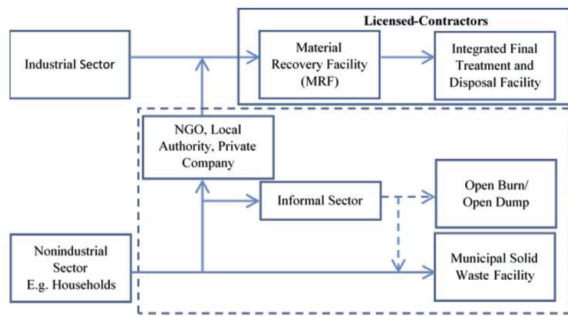 Licensed-Contractors
Industrial Sector
Material
Recovery Facility
(MRF)
Integrated Final
Treatment and
Disposal Facility
NGO, Local
Authority, Private
Company
Informal Sector
Open Burn/
Open Dump
Nonindustrial
Sector
E.g. Households
Municipal Solid
Waste Facility